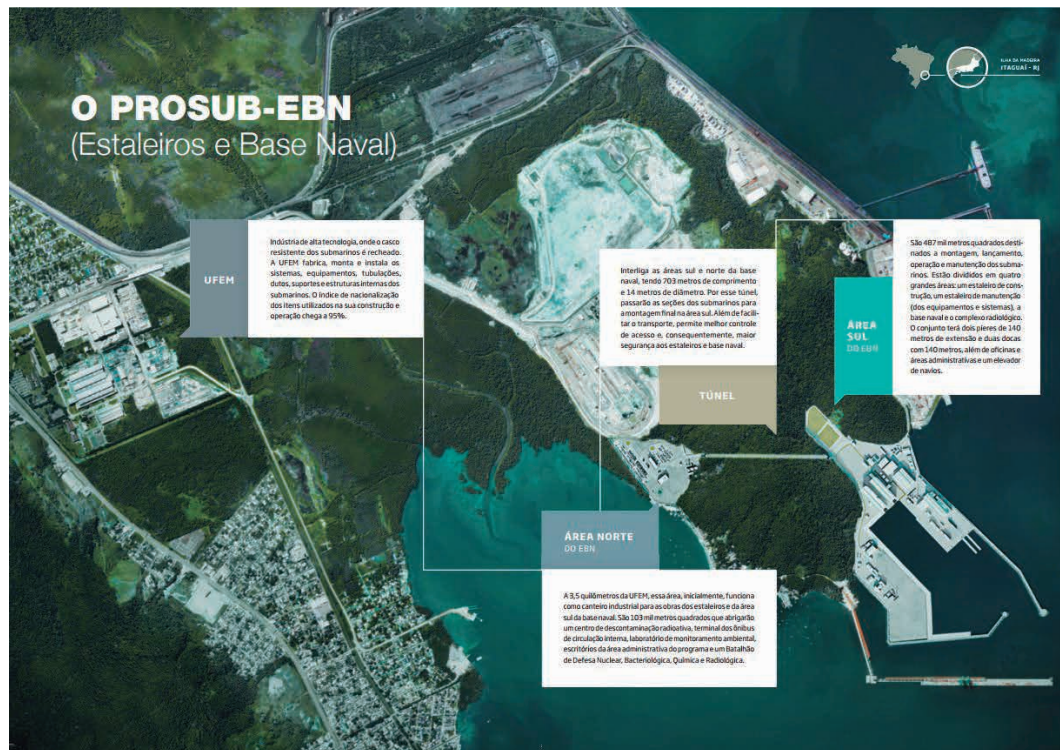 ILHA DA MADEIRA
ITAGUAÍ - RJ
O PROSUB-EBN
(Estaleiros e Base Naval)
UFEM
Indústria de alta tecnologia, onde o casco
resistente dos submarinos é recheado.
A UFEM fabrica, monta e instala os
sistemas, equipamentos, tubulações,
dutos, suportes e estruturas internas dos
submarinos. O índice de nacionalização
dos itens utilizados na sua construção e
operação chega a 95%.
Interliga as áreas sul e norte da base
naval, tendo 703 metros de comprimento
e 14 metros de diâmetro. Por esse túnel,
passarão as seções dos submarinos para
a montagem final na área sul. Além de facili-
tar o transporte, permite melhor controle
de acesso e, consequentemente, maior
segurança aos estaleiros e base naval.
TÚNEL
ÁREA
SUL
DO EBN
São 487 mil metros quadrados desti-
nados a montagem, lançamento,
operação e manutenção dos subma-
rinos. Estão divididos em quatro
grandes áreas: um estaleiro de cons-
trução, um estaleiro de manutenção
(dos equipamentos e sistemas), a
base naval e o complexo radiológico.
O conjunto terá dois píeres de 140
metros de extensão e duas docas
com 140 metros, além de oficinas e
áreas administrativas e um elevador
de navios.
ÁREA NORTE
DO EBN
A 3,5 quilômetros da UFEM, essa área, inicialmente, funciona
como canteiro industrial para as obras dos estaleiros e da área
sul da base naval. São 103 mil metros quadrados que abrigarão
um centro de descontaminação radioativa, terminal dos ônibus
de circulação interna, laboratório de monitoramento ambiental,
escritórios da área administrativa do programa e um Batalhão
de Defesa Nuclear, Bacteriológica, Química e Radiológica.